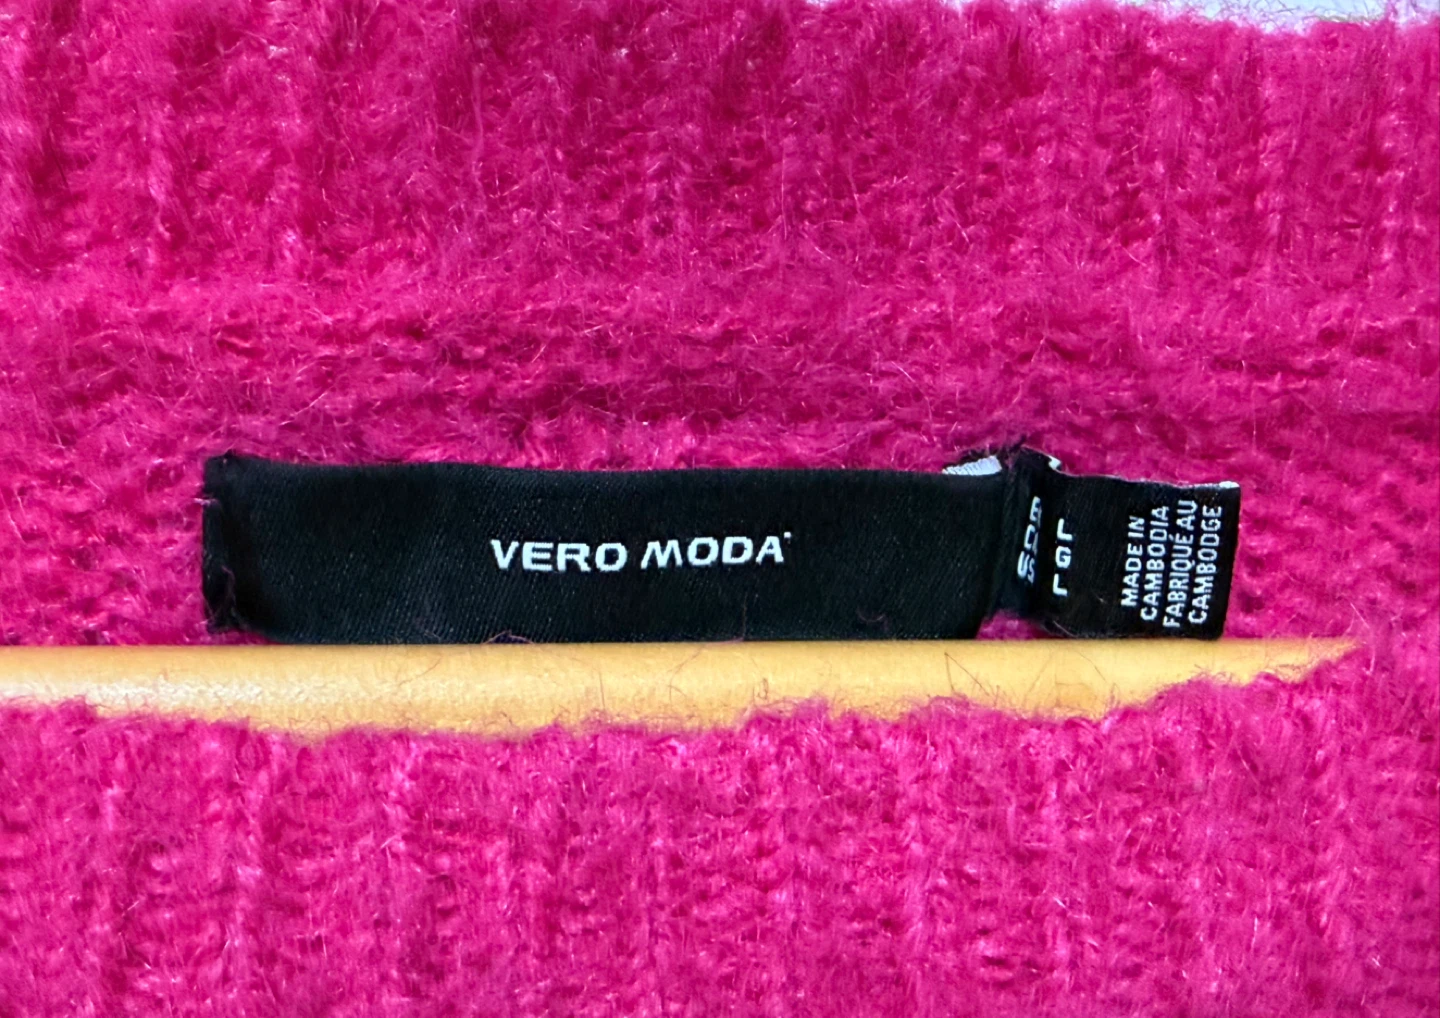 VERO MODA
L G L
MADE IN
CAMBODIA
FABRIQUÉ AU
CAMBODGE